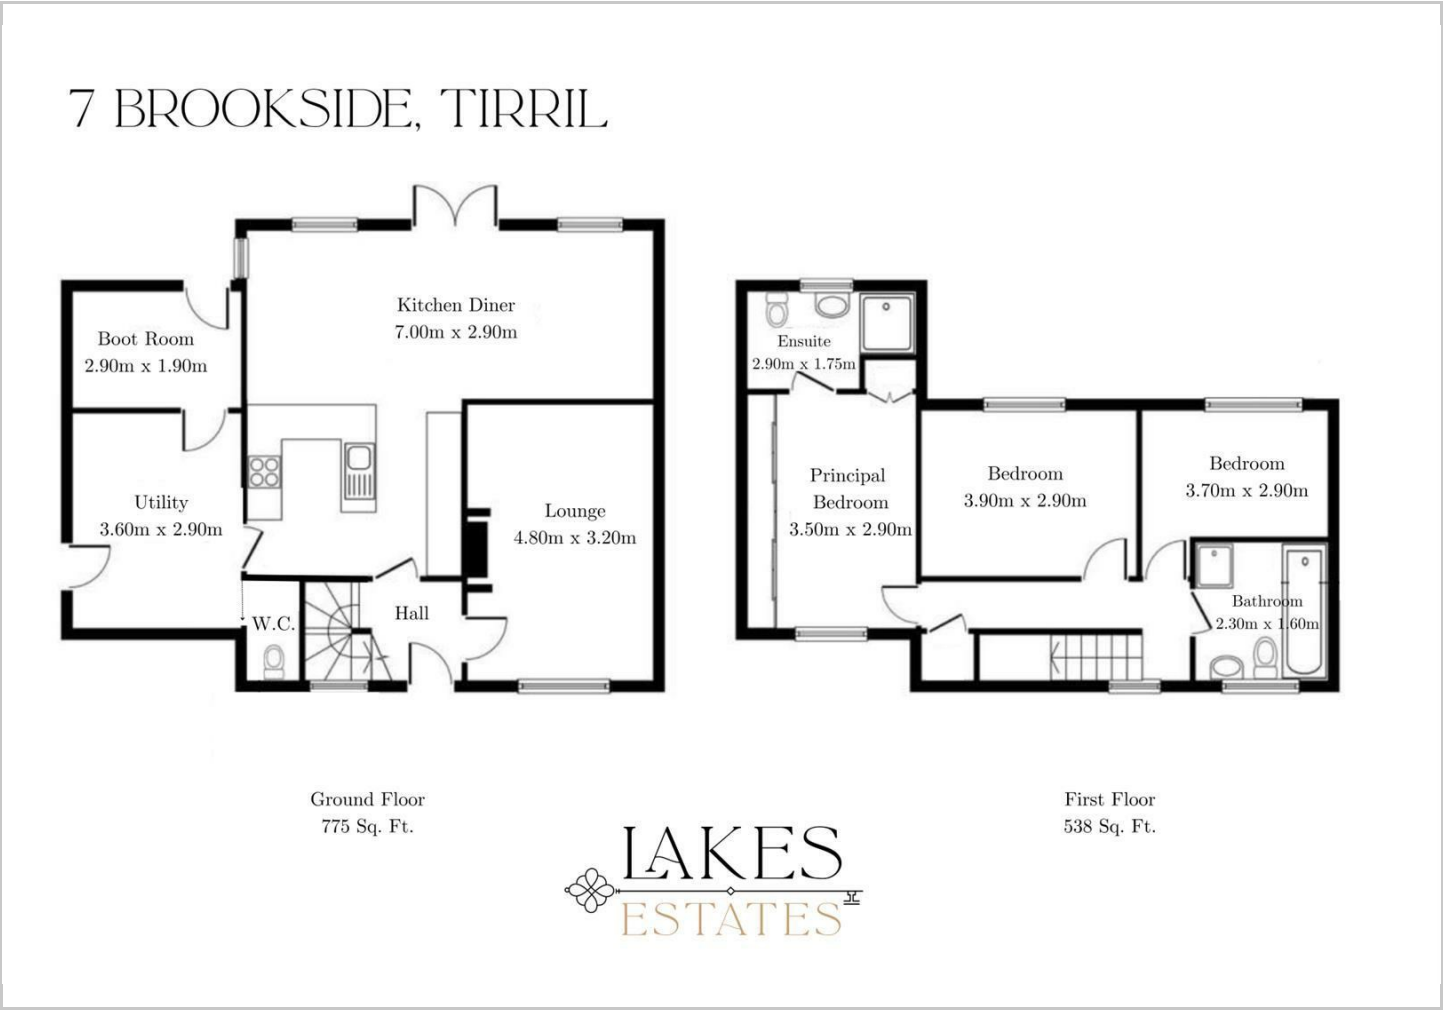 7 BROOKSIDE, TIRRIL
Kitchen Diner
7.00m x 2.90m
Boot Room
2.90m x 1.90m
Utility
3.60m x 2.90m
Lounge
4.80m x 3.20m
W.C.
Hall
Ensuite
2.90m x 1.75m
Principal
Bedroom
3.50m x 2.90m
Bedroom
3.90m x 2.90m
Bedroom
3.70m x 2.90m
Bathroom
2.30m x 1.60m
Ground Floor
775 Sq. Ft.
First Floor
538 Sq. Ft.
LAKES
ESTATES